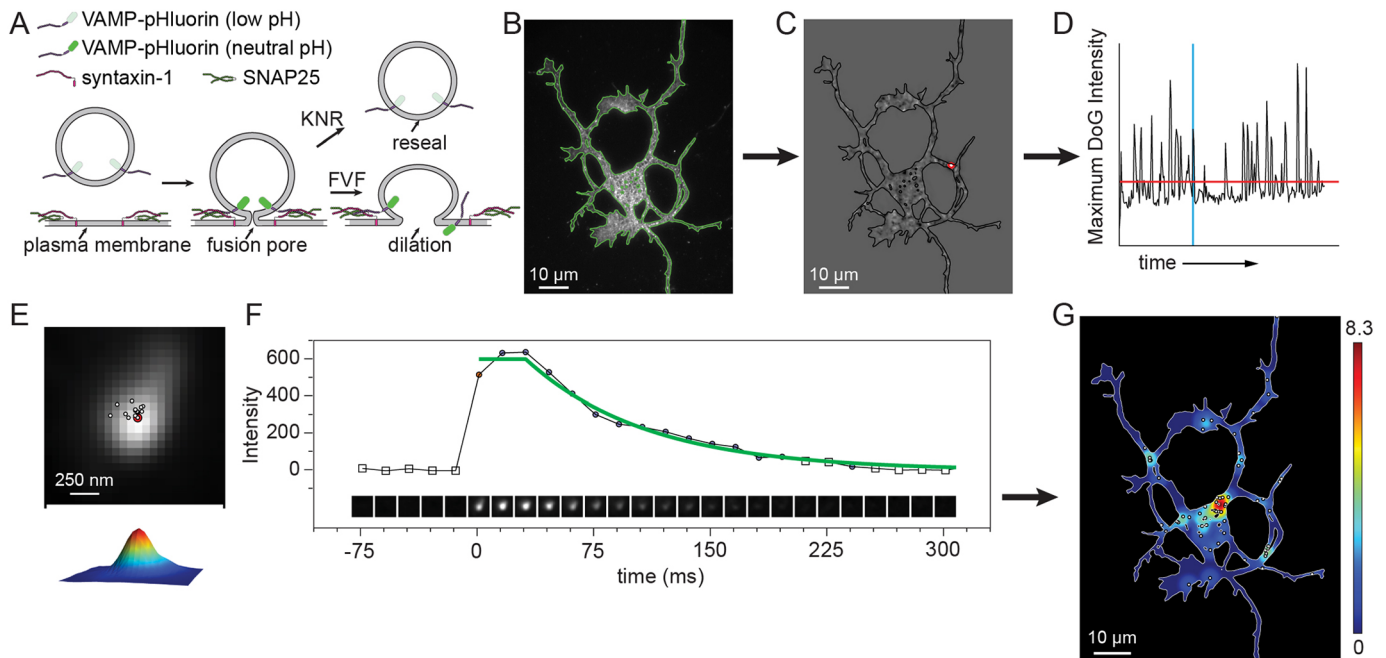 A
VAMP-pHluorin (low pH)
VAMP-pHluorin (neutral pH)
syntaxin-1
SNAP25
KNR
reseal
FVF
plasma membrane
fusion pore
dilation
B
10 µm
C
10 µm
D
Maximum DoG Intensity
time
E
250 nm
F
Intensity
600
400
200
0
-75
0
75
150
225
300
time (ms)
G
8.3
0
10 µm